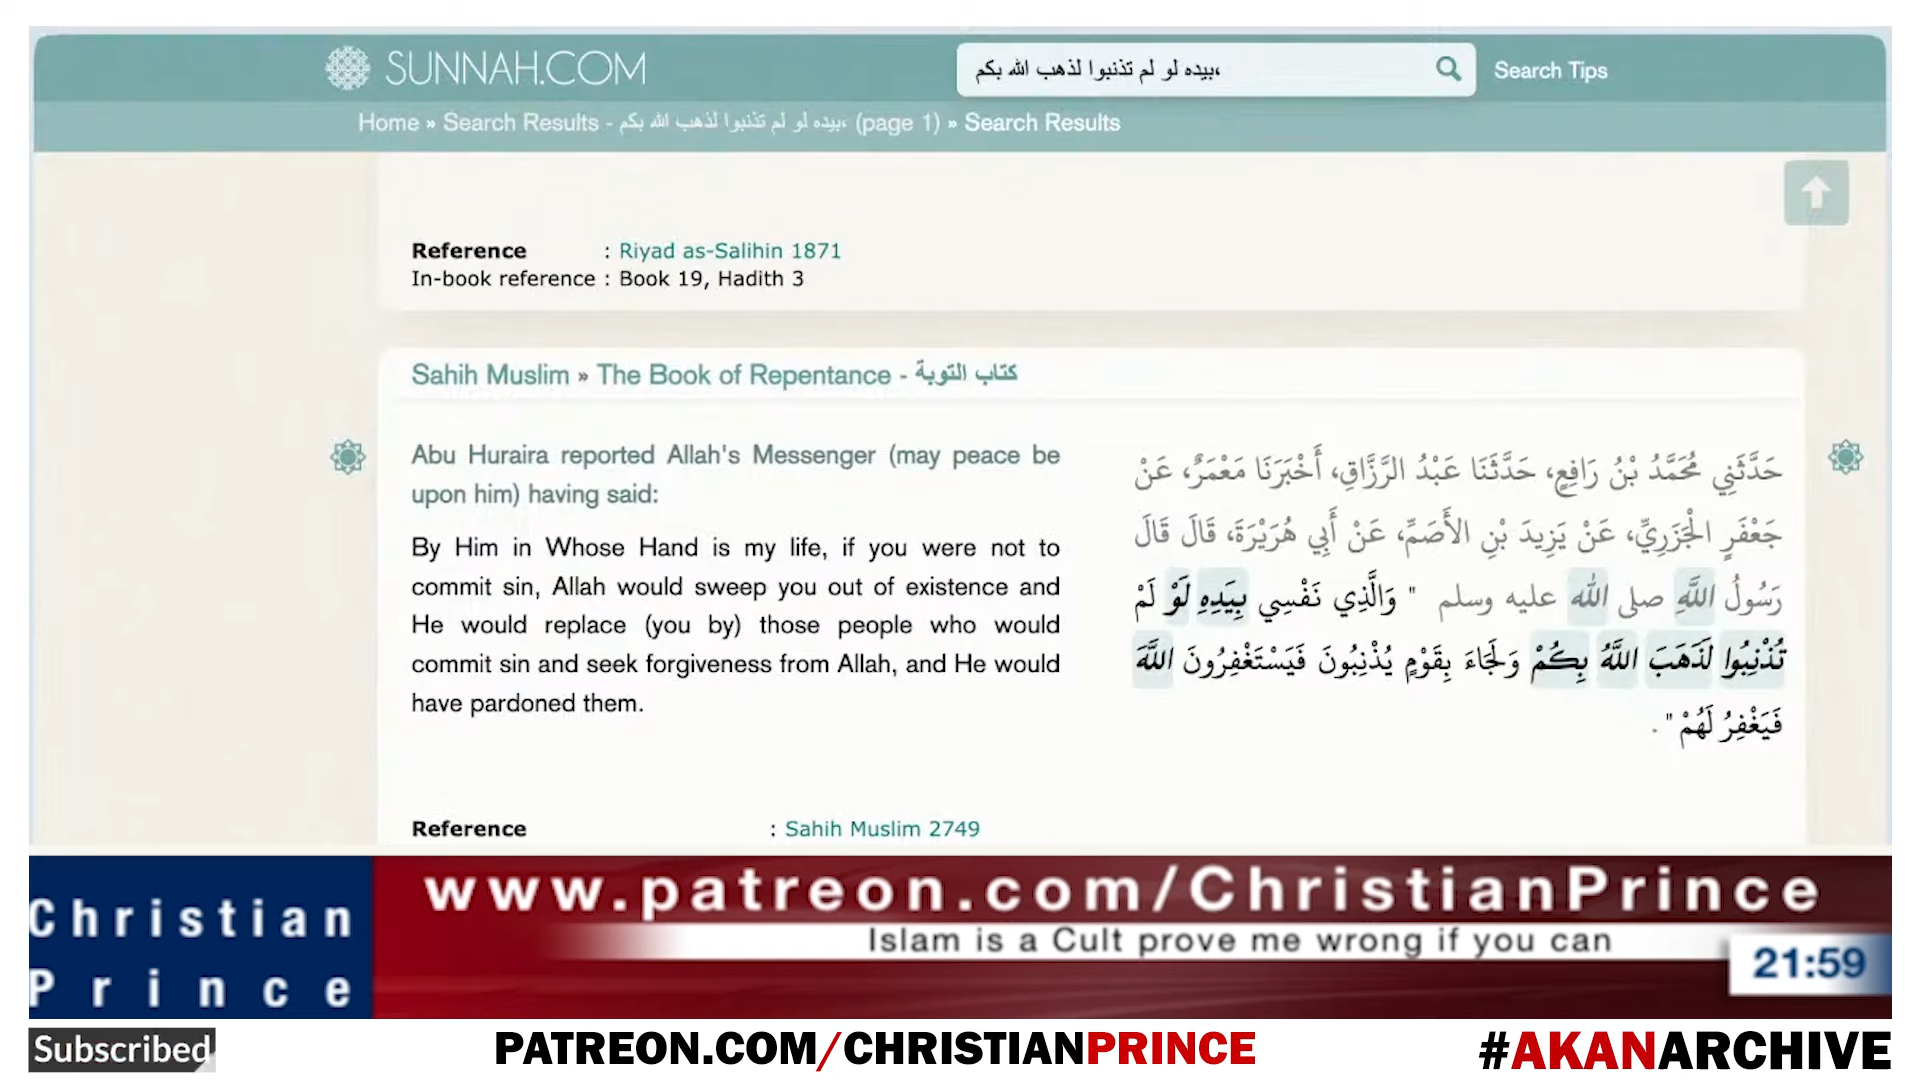 SUNNAH.COM
بيده لو لم تذنبوا لذهب الله بكم،
Search Tips
Home » Search Results - بيده لو لم تذنبوا لذهب الله بكم، (page 1) » Search Results
Reference : Riyad as-Salihin 1871
In-book reference : Book 19, Hadith 3
Sahih Muslim » The Book of Repentance - كتاب التوبة
Abu Huraira reported Allah's Messenger (may peace be
upon him) having said:
By Him in Whose Hand is my life, if you were not to
commit sin, Allah would sweep you out of existence and
He would replace (you by) those people who would
commit sin and seek forgiveness from Allah, and He would
have pardoned them.
حَدَّثَنِي مُحَمَّدُ بْنُ رَافِعٍ، حَدَّثَنَا عَبْدُ الرَّزَّاقِ، أَخْبَرَنَا مَعْمَرٌ، عَنْ
جَعْفَرٍ الْجَزَرِيِّ، عَنْ يَزِيدَ بْنِ الأَصَمِّ، عَنْ أَبِي هُرَيْرَةَ، قَالَ قَالَ
رَسُولُ اللَّهِ صلى الله عليه وسلم " وَالَّذِي نَفْسِي بِيَدِهِ لَوْ لَمْ
تُذْنِبُوا لَذَهَبَ اللَّهُ بِكُمْ وَلَجَاءَ بِقَوْمٍ يُذْنِبُونَ فَيَسْتَغْفِرُونَ اللَّهَ
فَيَغْفِرُ لَهُمْ " .
Reference : Sahih Muslim 2749
Christian
Prince
www.patreon.com/ChristianPrince
Islam is a Cult prove me wrong if you can
21:59
Subscribed
PATREON.COM/CHRISTIANPRINCE
#AKANARCHIVE